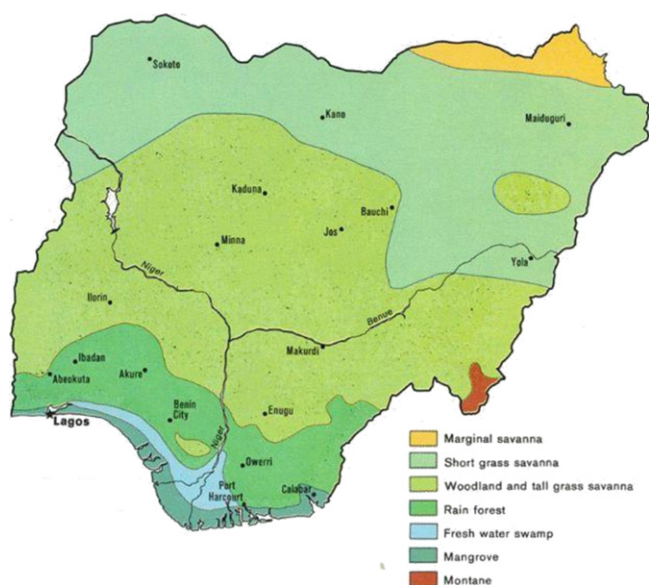 Sokoto
Kano
Maiduguri
Kaduna
Bauchi
Jos
Minna
Yola
Niger
Ilorin
Benue
Makurdi
Ibadan
Akure
Abeokuta
Benin
City
Enugu
Lagos
Niger
Owerri
Port
Harcourt
Calabar
Marginal savanna
Short grass savanna
Woodland and tall grass savanna
Rain forest
Fresh water swamp
Mangrove
Montane